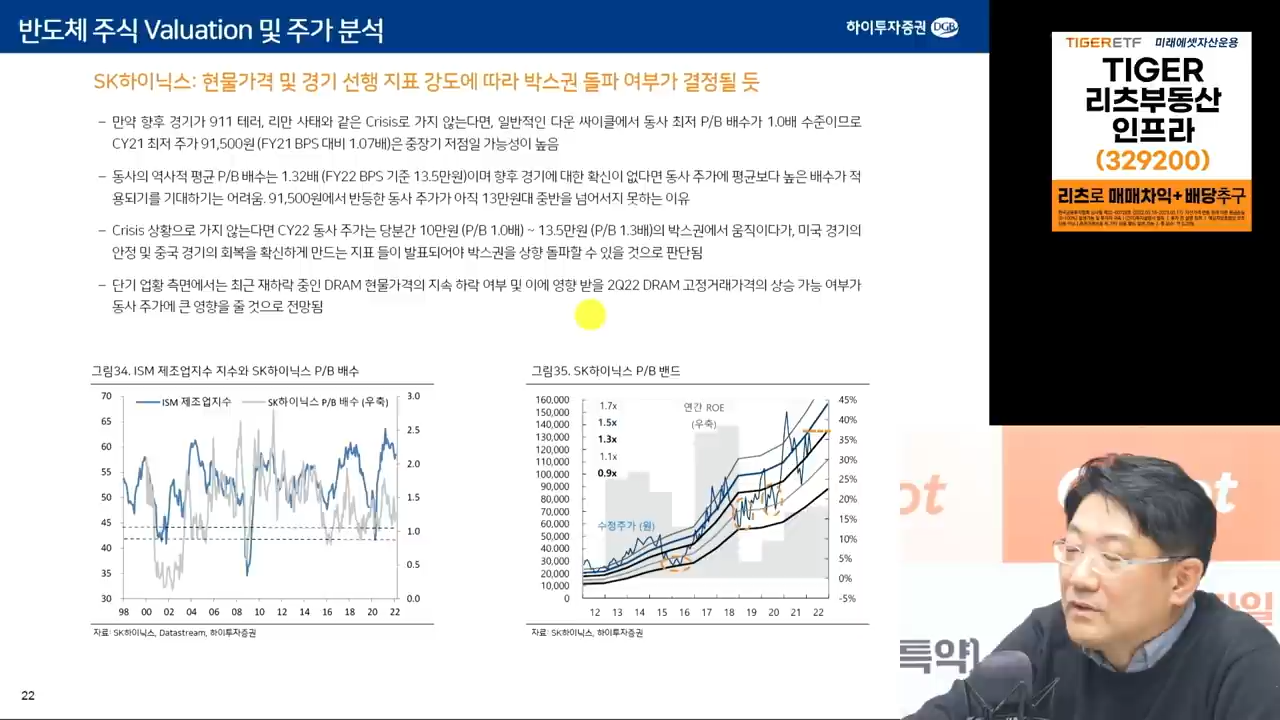 반도체 주식 Valuation 및 주가 분석
하이투자증권 DGB
SK하이닉스: 현물가격 및 경기 선행 지표 강도에 따라 박스권 돌파 여부가 결정될 듯
– 만약 향후 경기가 911 테러, 리만 사태와 같은 Crisis로 가지 않는다면, 일반적인 다운 싸이클에서 동사 최저 P/B 배수가 1.0배 수준이므로
CY21 최저 주가 91,500원 (FY21 BPS 대비 1.07배)은 중장기 저점일 가능성이 높음
– 동사의 역사적 평균 P/B 배수는 1.32배 (FY22 BPS 기준 13.5만원)이며 향후 경기에 대한 확신이 없다면 동사 주가에 평균보다 높은 배수가 적
용되기를 기대하기는 어려움. 91,500원에서 반등한 동사 주가가 아직 13만원대 중반을 넘어서지 못하는 이유
– Crisis 상황으로 가지 않는다면 CY22 동사 주가는 당분간 10만원 (P/B 1.0배) ~ 13.5만원 (P/B 1.3배)의 박스권에서 움직이다가, 미국 경기의
안정 및 중국 경기의 회복을 확신하게 만드는 지표 들이 발표되어야 박스권을 상향 돌파할 수 있을 것으로 판단됨
– 단기 업황 측면에서는 최근 재하락 중인 DRAM 현물가격의 지속 하락 여부 및 이에 영향 받을 2Q22 DRAM 고정거래가격의 상승 가능 여부가
동사 주가에 큰 영향을 줄 것으로 전망됨
그림34. ISM 제조업지수 지수와 SK하이닉스 P/B 배수
ISM 제조업지수
SK하이닉스 P/B 배수 (우축)
70
65
60
55
50
45
40
35
30
3.0
2.5
2.0
1.5
1.0
0.5
0.0
98 00 02 04 06 08 10 12 14 16 18 20 22
자료: SK하이닉스, Datastream, 하이투자증권
그림35. SK하이닉스 P/B 밴드
160,000
150,000
140,000
130,000
120,000
110,000
100,000
90,000
80,000
70,000
60,000
50,000
40,000
30,000
20,000
10,000
0
1.7x
1.5x
1.3x
1.1x
0.9x
연간 ROE
(우축)
수정주가 (원)
45%
40%
35%
30%
25%
20%
15%
10%
5%
0%
-5%
12 13 14 15 16 17 18 19 20 21 22
자료: SK하이닉스, 하이투자증권
22
TIGERETF 미래에셋자산운용
TIGER
리츠부동산
인프라
(329200)
리츠로 매매차익+배당추구
ot
t
특약]
일